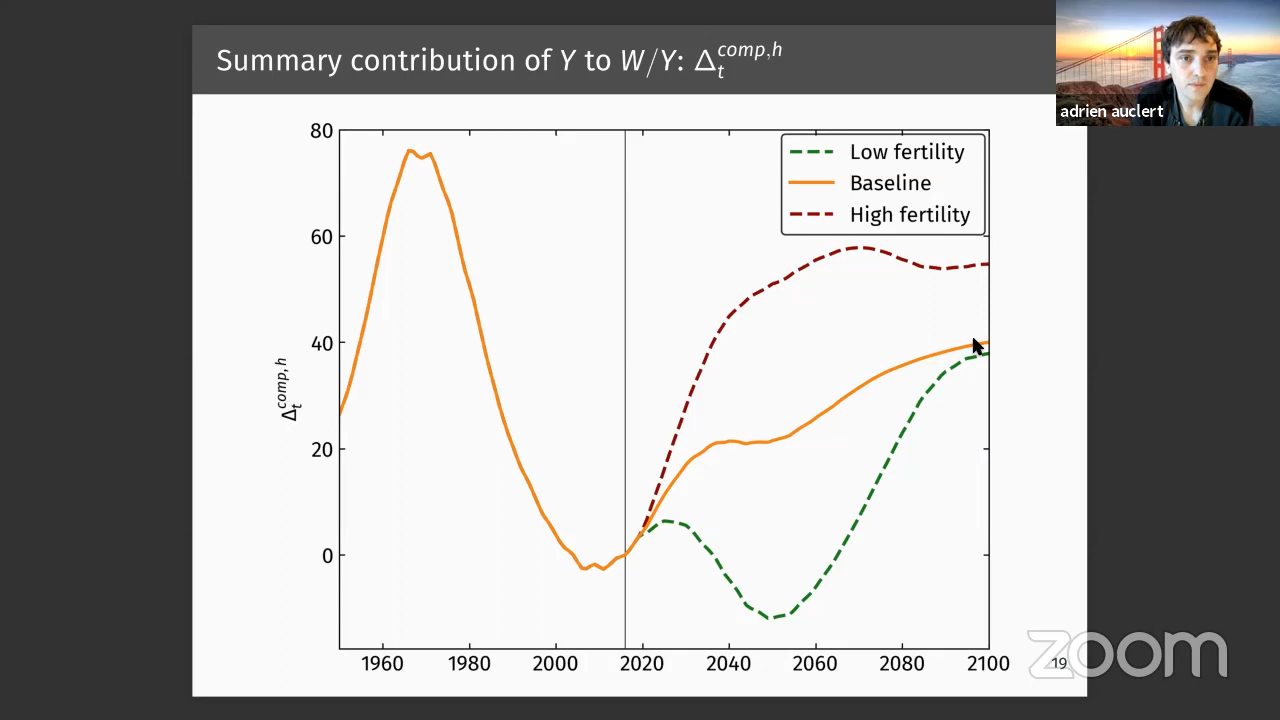 Summary contribution of Y to W/Y: Δ_t^{comp,h}
adrien auclert
80
60
40
20
0
Δ_t^{comp,h}
Low fertility
Baseline
High fertility
1960 1980 2000 2020 2040 2060 2080 2100
19
zoom